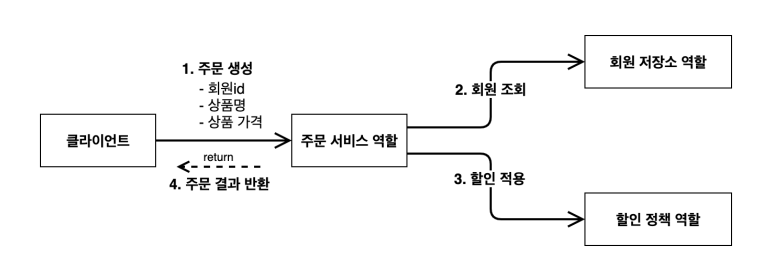 1. 주문 생성
- 회원id
- 상품명
- 상품 가격
클라이언트
주문 서비스 역할
return
4. 주문 결과 반환
2. 회원 조회
회원 저장소 역할
3. 할인 적용
할인 정책 역할